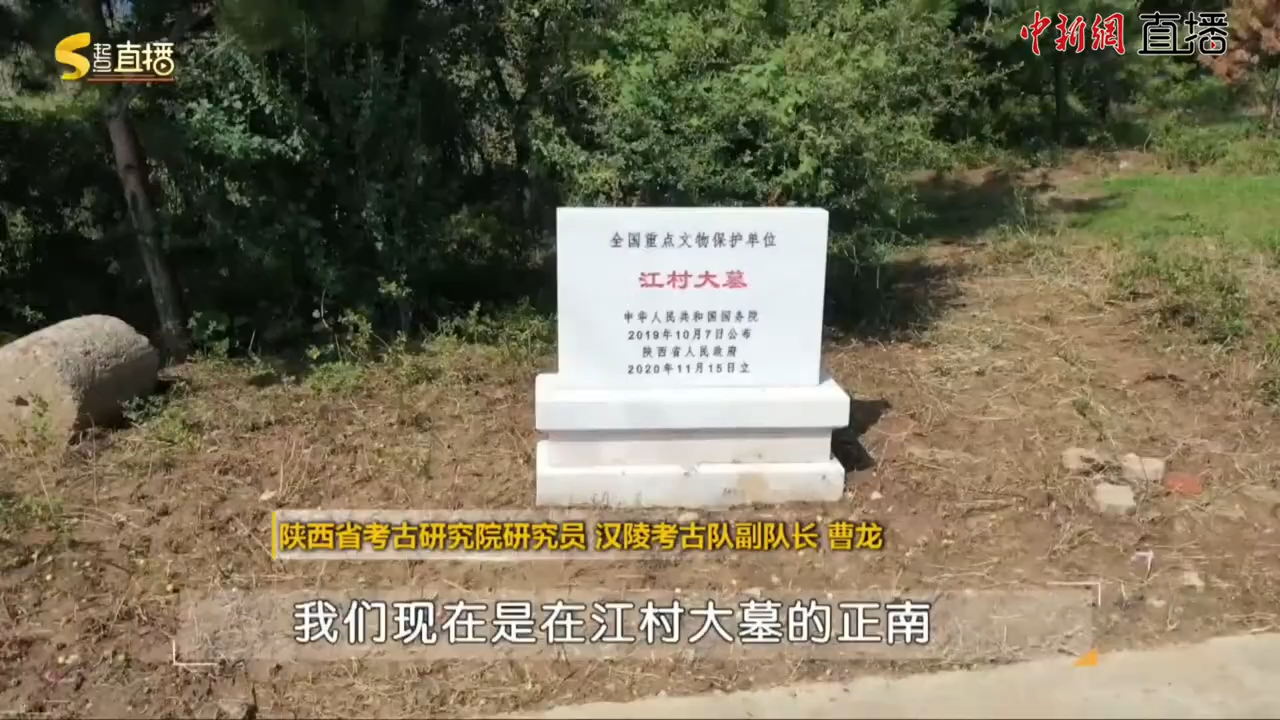 起点直播
中新網 直播
全国重点文物保护单位
江村大墓
中华人民共和国国务院
2019年10月7日公布
陕西省人民政府
2020年11月15日立
陕西省考古研究院研究员 汉陵考古队副队长 曹龙
我们现在是在江村大墓的正南